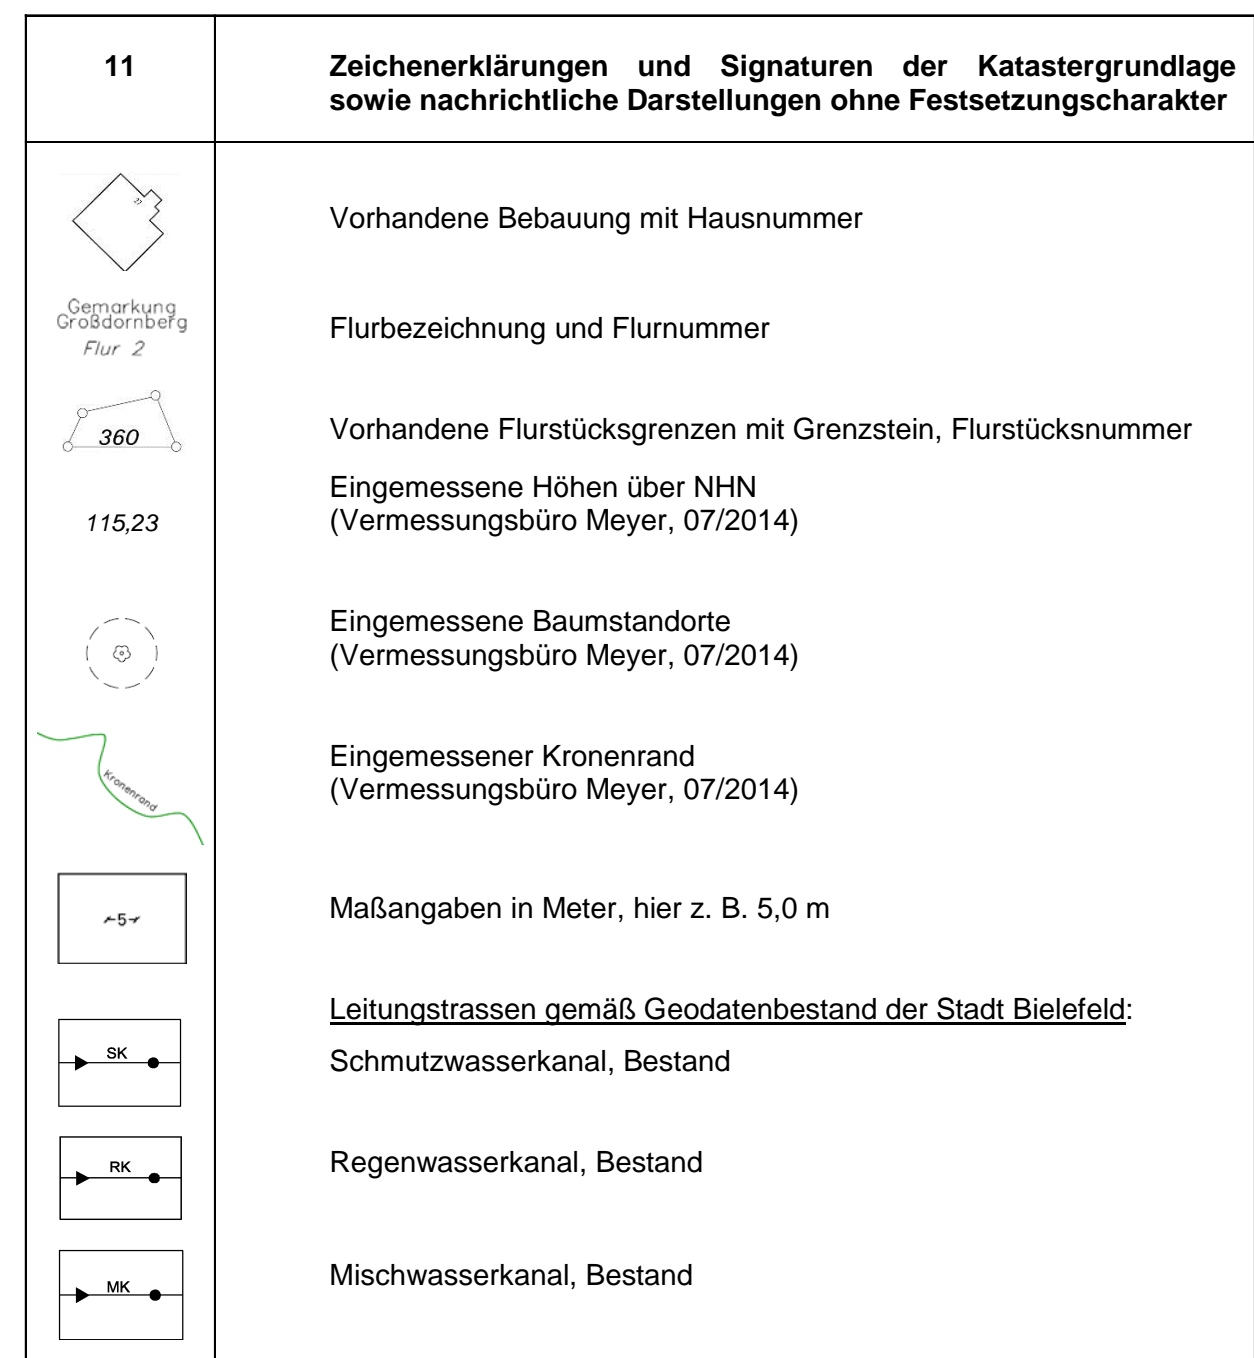 11
Zeichenerklärungen und Signaturen der Katastergrundlage
sowie nachrichtliche Darstellungen ohne Festsetzungscharakter
27
Vorhandene Bebauung mit Hausnummer
Gemarkung
Großdornberg
Flur 2
Flurbezeichnung und Flurnummer
360
Vorhandene Flurstücksgrenzen mit Grenzstein, Flurstücksnummer
115,23
Eingemessene Höhen über NHN
(Vermessungsbüro Meyer, 07/2014)
Eingemessene Baumstandorte
(Vermessungsbüro Meyer, 07/2014)
Kronenrand
Eingemessener Kronenrand
(Vermessungsbüro Meyer, 07/2014)
5
Maßangaben in Meter, hier z. B. 5,0 m
Leitungstrassen gemäß Geodatenbestand der Stadt Bielefeld:
SK
Schmutzwasserkanal, Bestand
RK
Regenwasserkanal, Bestand
MK
Mischwasserkanal, Bestand